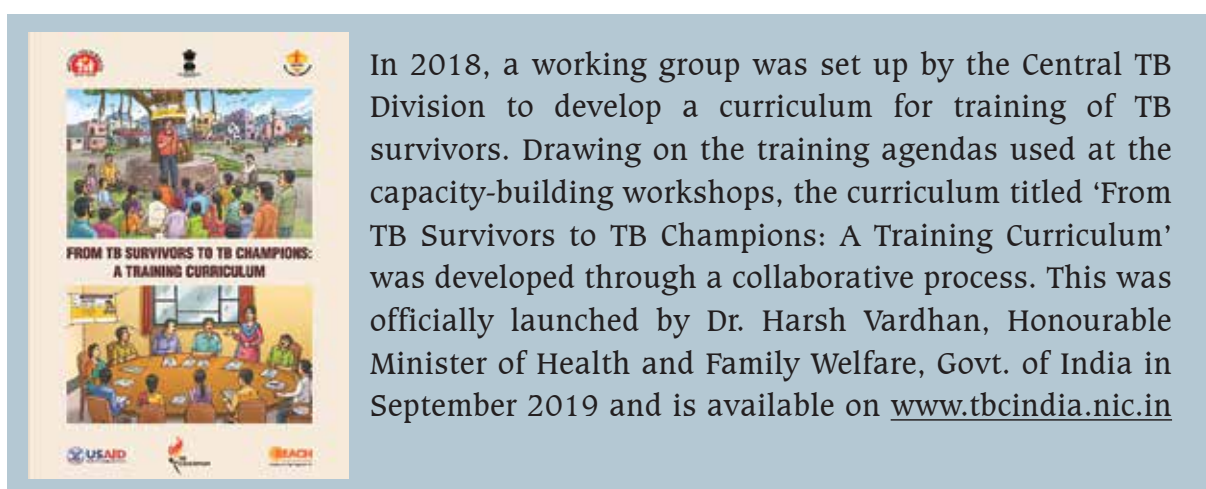 FROM TB SURVIVORS TO TB CHAMPIONS:
A TRAINING CURRICULUM
USAID
REACH
In 2018, a working group was set up by the Central TB
Division to develop a curriculum for training of TB
survivors. Drawing on the training agendas used at the
capacity-building workshops, the curriculum titled ‘From
TB Survivors to TB Champions: A Training Curriculum’
was developed through a collaborative process. This was
officially launched by Dr. Harsh Vardhan, Honourable
Minister of Health and Family Welfare, Govt. of India in
September 2019 and is available on www.tbcindia.nic.in